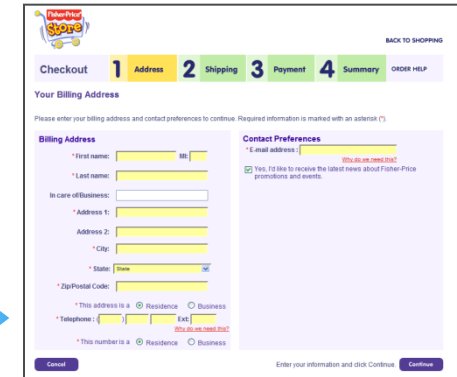 Fisher-Price
Store
BACK TO SHOPPING
Checkout 1 Address 2 Shipping 3 Payment 4 Summary ORDER HELP
Your Billing Address
Please enter your billing address and contact preferences to continue. Required information is marked with an asterisk (*).
Billing Address
* First name: MI:
* Last name:
In care of/Business:
* Address 1:
Address 2:
* City:
* State: State
* Zip/Postal Code:
* This address is a Residence Business
* Telephone : ( ) Ext:
Why do we need this?
* This number is a Residence Business
Contact Preferences
* E-mail address :
Why do we need this?
Yes, I'd like to receive the latest news about Fisher-Price
promotions and events.
Cancel Enter your information and click Continue. Continue